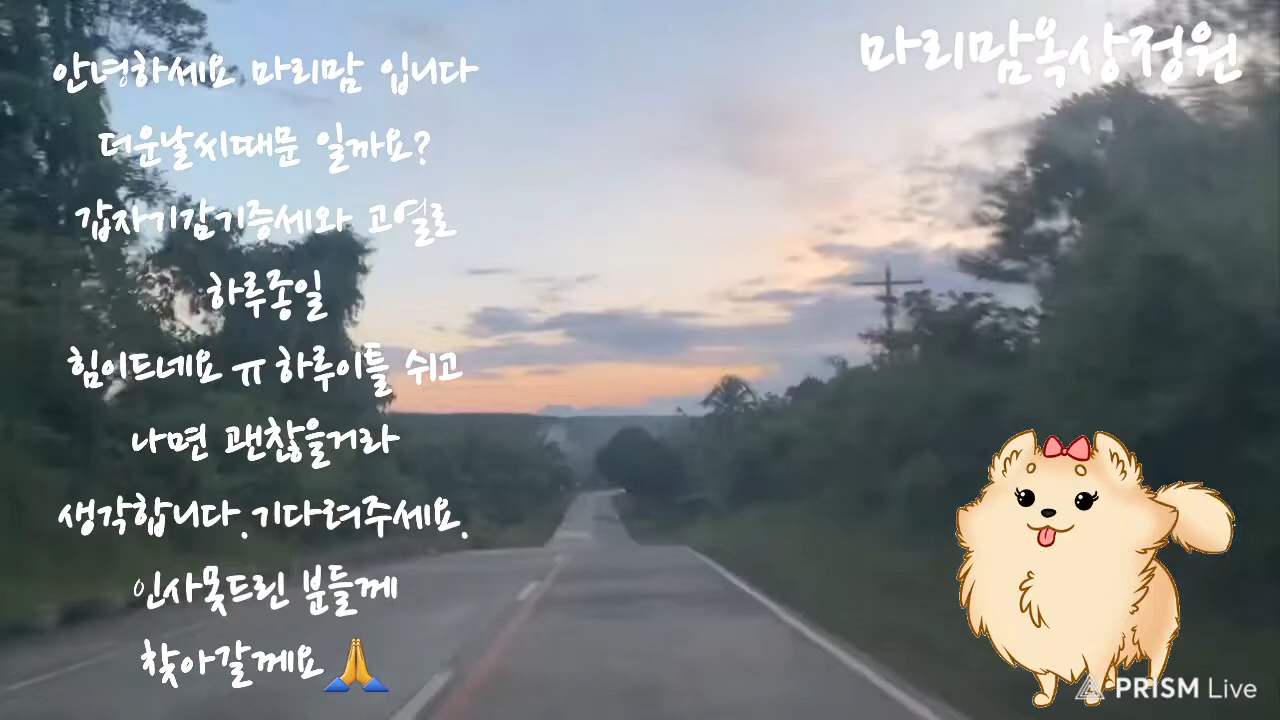 마리맘옥상정원
안녕하세요 마리맘 입니다
더운날씨때문 일까요?
갑자기감기증세와 고열로
하루종일
힘이드네요 ㅠ 하루이틀 쉬고
나면 괜찮을거라
생각합니다.기다려주세요.
인사못드린 분들께
찾아갈께요🙏
PRISM Live